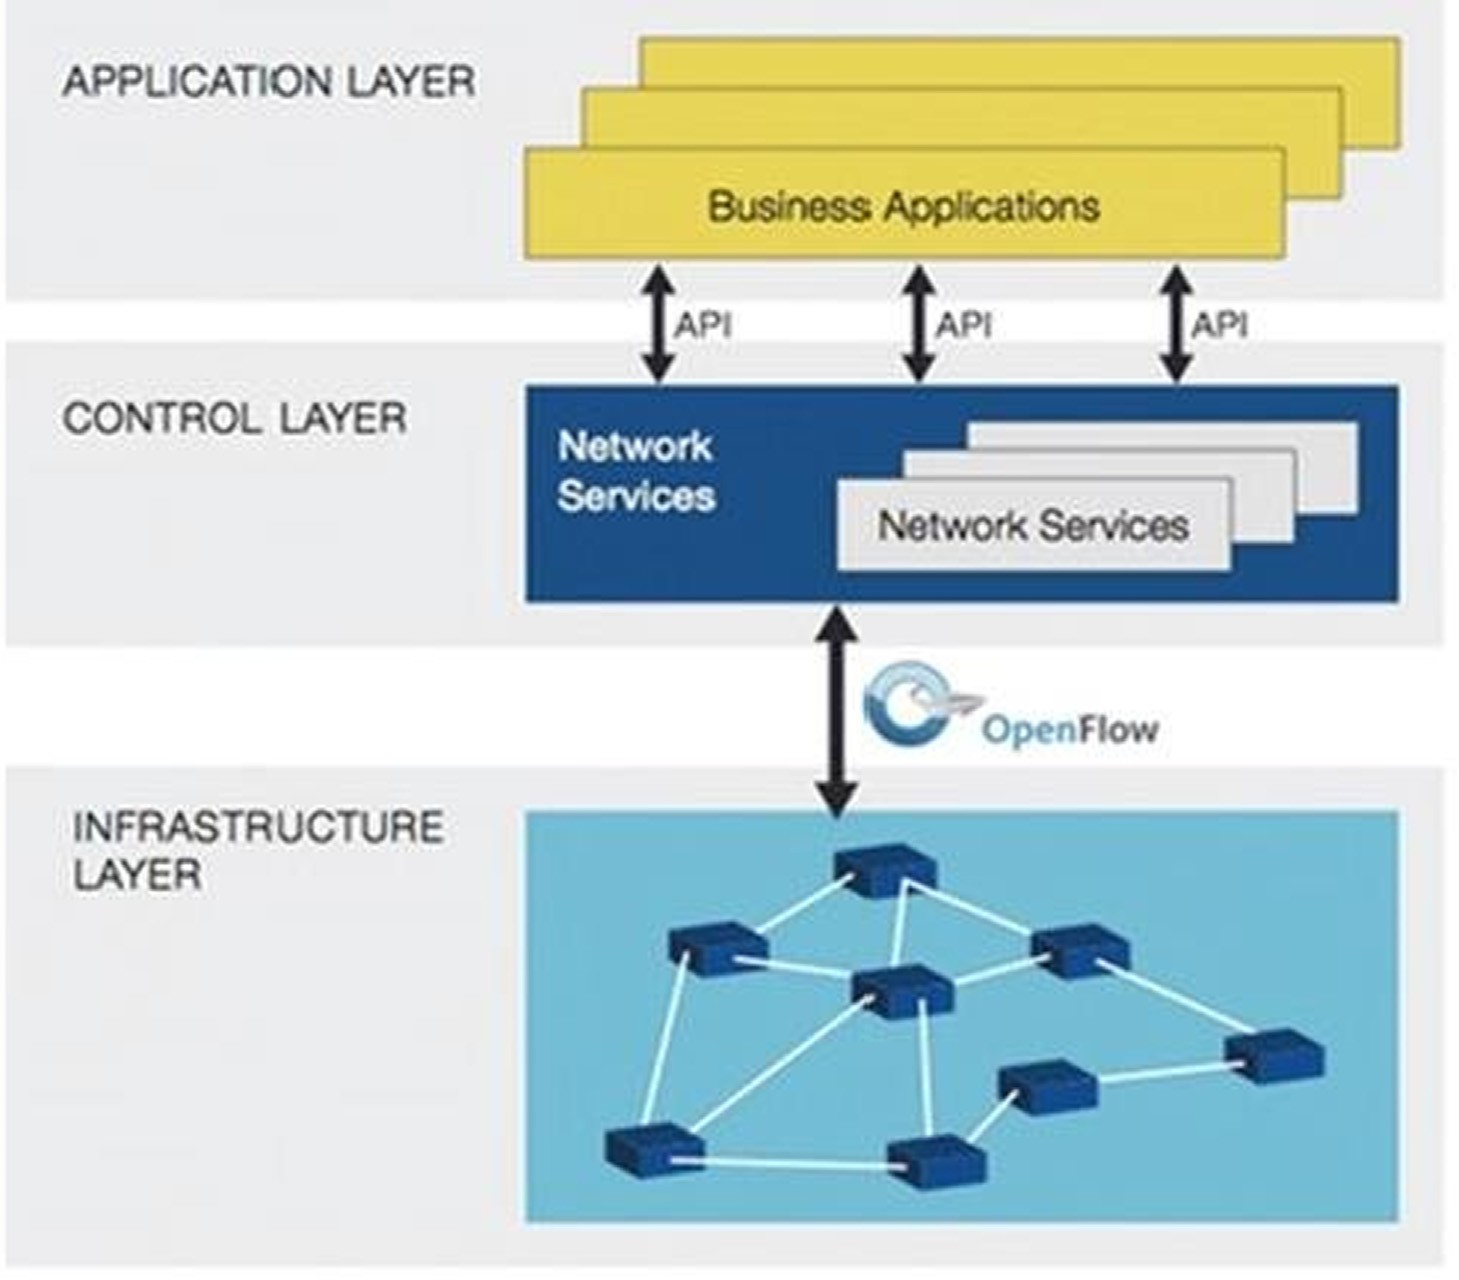 APPLICATION LAYER
Business Applications
API
API
API
CONTROL LAYER
Network
Services
Network Services
OpenFlow
INFRASTRUCTURE
LAYER